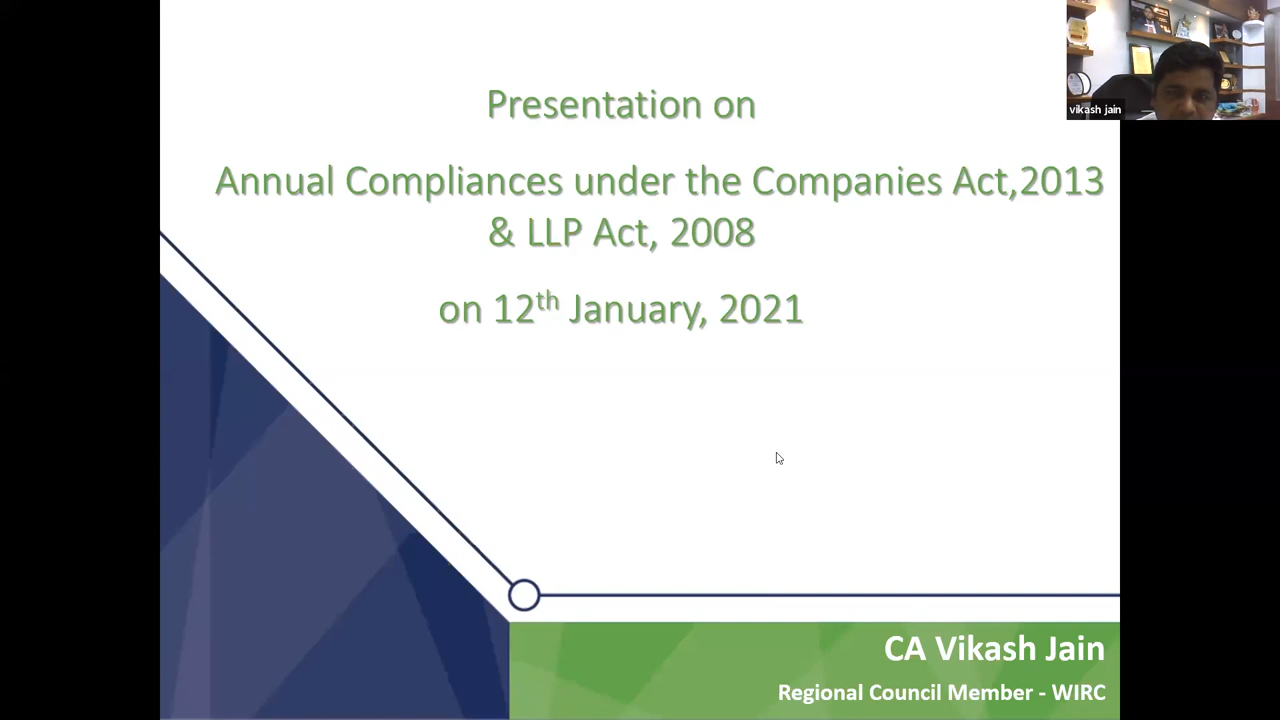 Presentation on
Annual Compliances under the Companies Act,2013
& LLP Act, 2008
on 12th January, 2021
vikash jain
CA Vikash Jain
Regional Council Member - WIRC